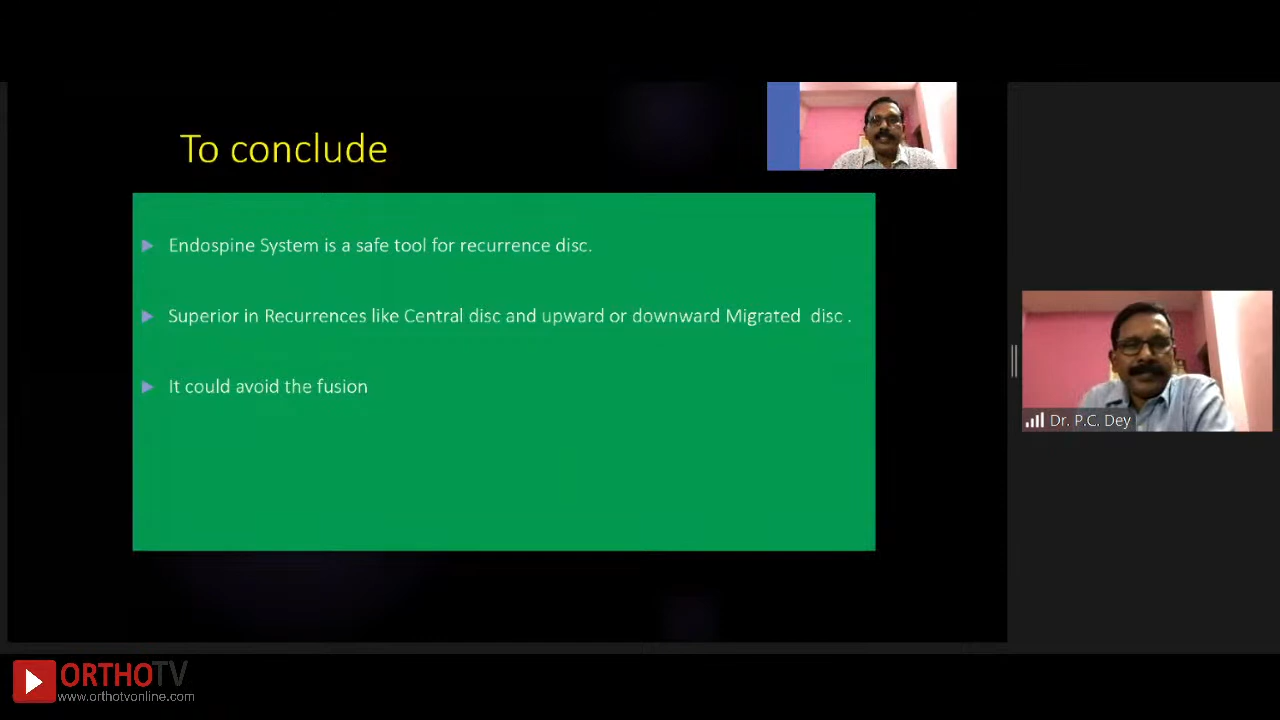 To conclude
Endospine System is a safe tool for recurrence disc.
Superior in Recurrences like Central disc and upward or downward Migrated disc .
It could avoid the fusion
Dr. P.C. Dey
ORTHOTV
www.orthotvonline.com